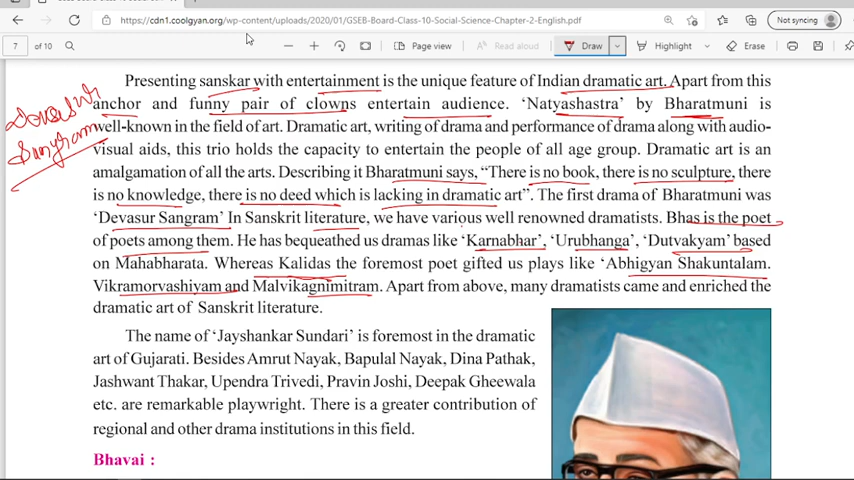 https://cdn1.coolgyan.org/wp-content/uploads/2020/01/GSEB-Board-Class-10-Social-Science-Chapter-2-English.pdf
Not syncing
7 of 10
Page view
Read aloud
Draw
Highlight
Erase
Presenting sanskar with entertainment is the unique feature of Indian dramatic art. Apart from this
anchor and funny pair of clowns entertain audience. ‘Natyashastra’ by Bharatmuni is
well-known in the field of art. Dramatic art, writing of drama and performance of drama along with audio-
visual aids, this trio holds the capacity to entertain the people of all age group. Dramatic art is an
amalgamation of all the arts. Describing it Bharatmuni says, “There is no book, there is no sculpture, there
is no knowledge, there is no deed which is lacking in dramatic art”. The first drama of Bharatmuni was
‘Devasur Sangram’ In Sanskrit literature, we have various well renowned dramatists. Bhas is the poet
of poets among them. He has bequeathed us dramas like ‘Karnabhar’, ‘Urubhanga’, ‘Dutvakyam’ based
on Mahabharata. Whereas Kalidas the foremost poet gifted us plays like ‘Abhigyan Shakuntalam.
Vikramorvashiyam and Malvikagnimitram. Apart from above, many dramatists came and enriched the
dramatic art of Sanskrit literature.
The name of ‘Jayshankar Sundari’ is foremost in the dramatic
art of Gujarati. Besides Amrut Nayak, Bapulal Nayak, Dina Pathak,
Jashwant Thakar, Upendra Trivedi, Pravin Joshi, Deepak Gheewala
etc. are remarkable playwright. There is a greater contribution of
regional and other drama institutions in this field.
Bhavai :